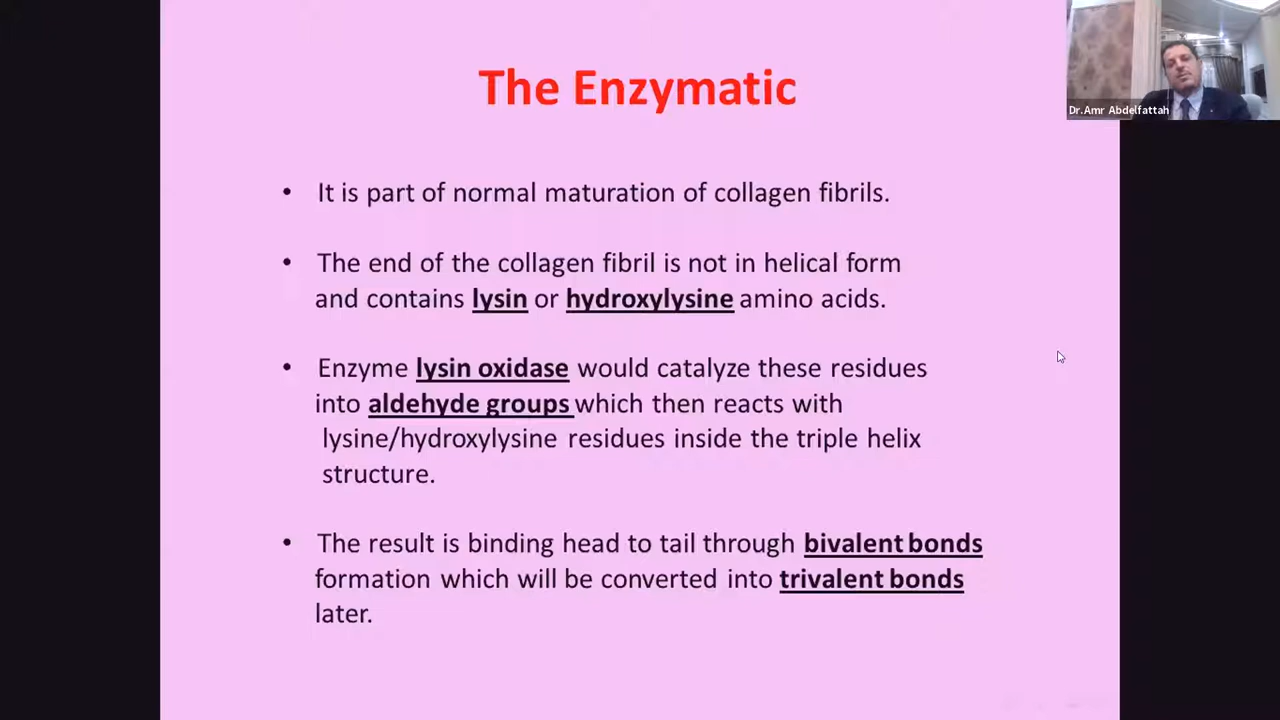 The Enzymatic
Dr.Amr Abdelfattah
• It is part of normal maturation of collagen fibrils.
• The end of the collagen fibril is not in helical form
and contains lysin or hydroxylysine amino acids.
• Enzyme lysin oxidase would catalyze these residues
into aldehyde groups which then reacts with
lysine/hydroxylysine residues inside the triple helix
structure.
• The result is binding head to tail through bivalent bonds
formation which will be converted into trivalent bonds
later.